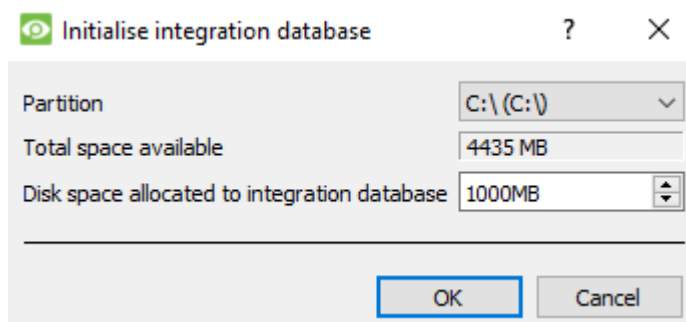 Initialise integration database ?
Partition C:\ (C:\)
Total space available 4435 MB
Disk space allocated to integration database 1000MB
OK Cancel